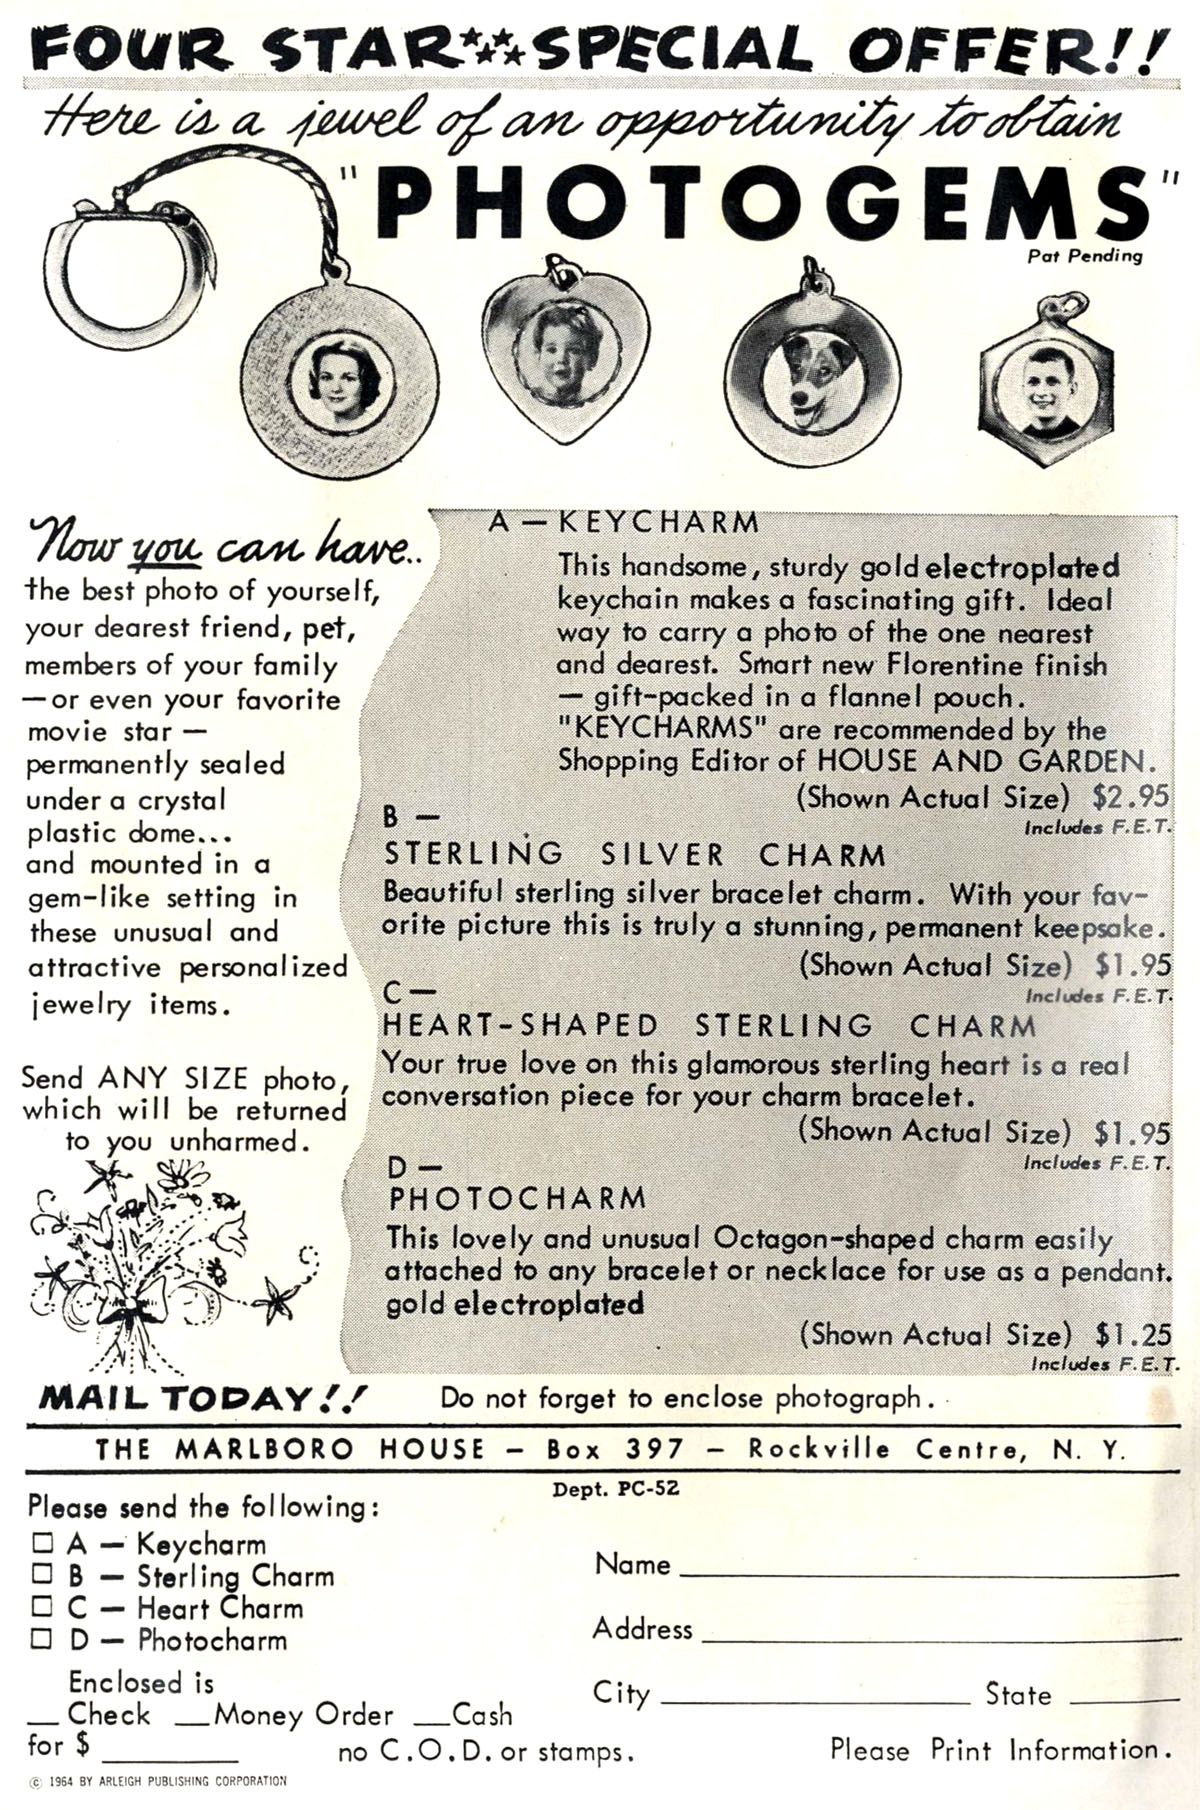 FOUR STAR SPECIAL OFFER!!
Here is a jewel of an opportunity to obtain
"PHOTOGEMS"
Pat Pending
Now you can have..
the best photo of yourself,
your dearest friend, pet,
members of your family
—or even your favorite
movie star —
permanently sealed
under a crystal
plastic dome...
and mounted in a
gem-like setting in
these unusual and
attractive personalized
jewelry items.
Send ANY SIZE photo,
which will be returned
to you unharmed.
A — KEYCHARM
This handsome, sturdy gold electroplated
keychain makes a fascinating gift. Ideal
way to carry a photo of the one nearest
and dearest. Smart new Florentine finish
— gift-packed in a flannel pouch.
"KEYCHARMS" are recommended by the
Shopping Editor of HOUSE AND GARDEN.
(Shown Actual Size) $2.95
Includes F.E.T.
B —
STERLING SILVER CHARM
Beautiful sterling silver bracelet charm. With your fav-
orite picture this is truly a stunning, permanent keepsake.
(Shown Actual Size) $1.95
Includes F.E.T.
C —
HEART-SHAPED STERLING CHARM
Your true love on this glamorous sterling heart is a real
conversation piece for your charm bracelet.
(Shown Actual Size) $1.95
Includes F.E.T.
D —
PHOTOCHARM
This lovely and unusual Octagon-shaped charm easily
attached to any bracelet or necklace for use as a pendant.
gold electroplated
(Shown Actual Size) $1.25
Includes F.E.T.
MAIL TODAY!! Do not forget to enclose photograph.
THE MARLBORO HOUSE — Box 397 — Rockville Centre, N. Y.
Dept. PC-52
Please send the following:
A — Keycharm
B — Sterling Charm
C — Heart Charm
D — Photocharm
Enclosed is
__ Check __ Money Order __ Cash
for $ ________ no C.O.D. or stamps.
Name ________
Address ________
City ________ State ________
Please Print Information.
© 1964 BY ARLEIGH PUBLISHING CORPORATION